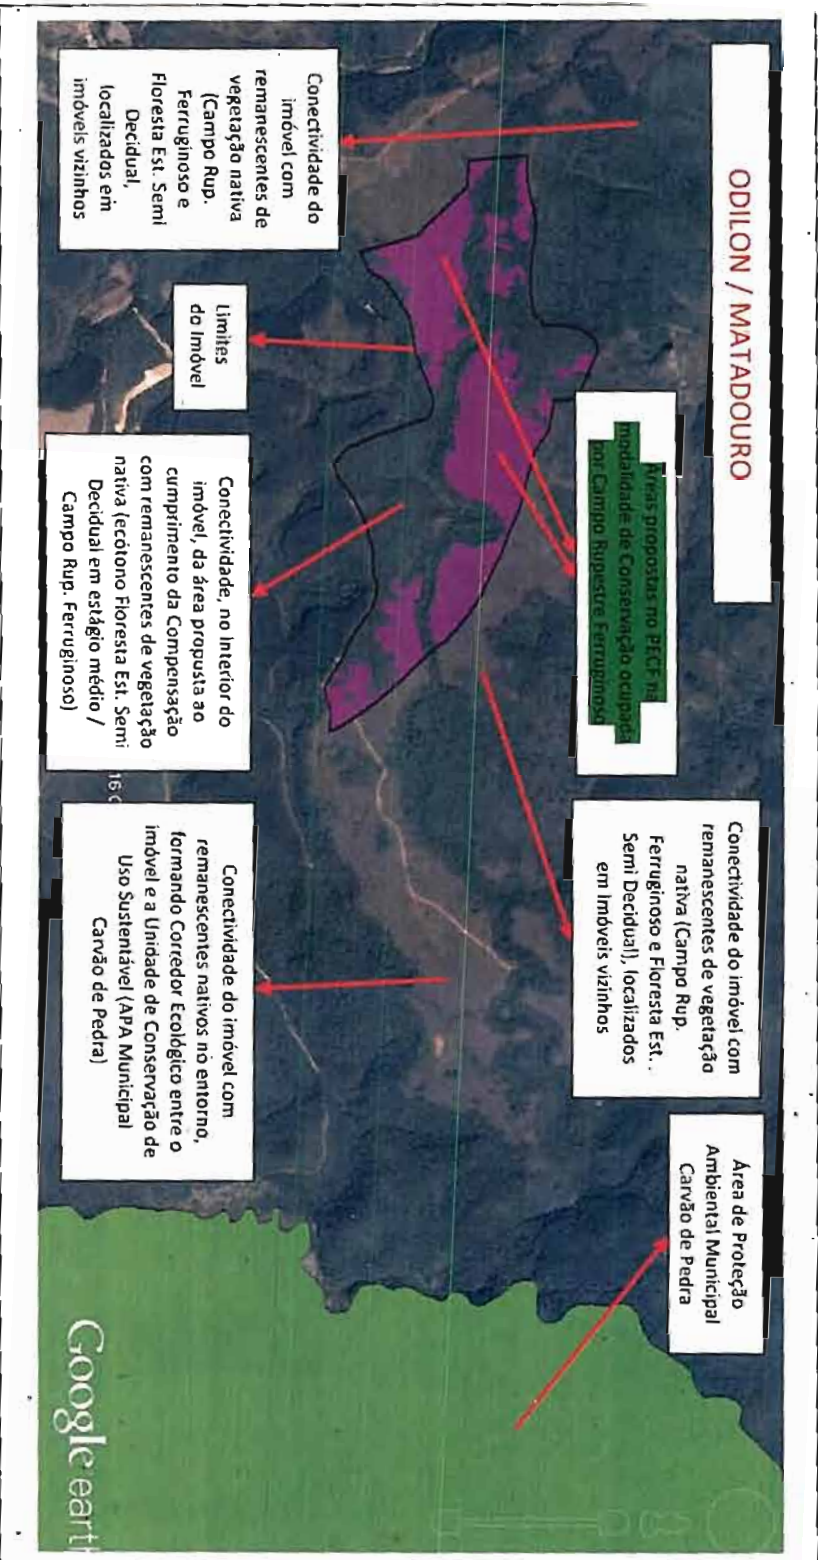 ODILON / MATADOURO
Áreas propostas no PECF na
modalidade de Conservação ocupada
por Campo Rupestre Ferruginoso
Conectividade do imóvel com
remanescentes de vegetação
nativa (Campo Rup.
Ferruginoso e Floresta Est. .
Semi Decidual), localizados
em Imóveis vizinhos
Área de Proteção
Ambiental Municipal
Carvão de Pedra
Conectividade do
imóvel com
remanescentes de
vegetação nativa
(Campo Rup.
Ferruginoso e
Floresta Est. Semi
Decidual,
localizados em
imóveis vizinhos
Limites
do Imóvel
Conectividade, no Interior do
imóvel, da área proposta ao
cumprimento da Compensação
com remanescentes de vegetação
nativa (ecótono Floresta Est. Semi
Decidual em estágio médio /
Campo Rup. Ferruginoso)
Conectividade do imóvel com
remanescentes nativos no entorno,
formando Corredor Ecológico entre o
imóvel e a Unidade de Conservação de
Uso Sustentável (APA Municipal
Carvão de Pedra)
16
Google earth